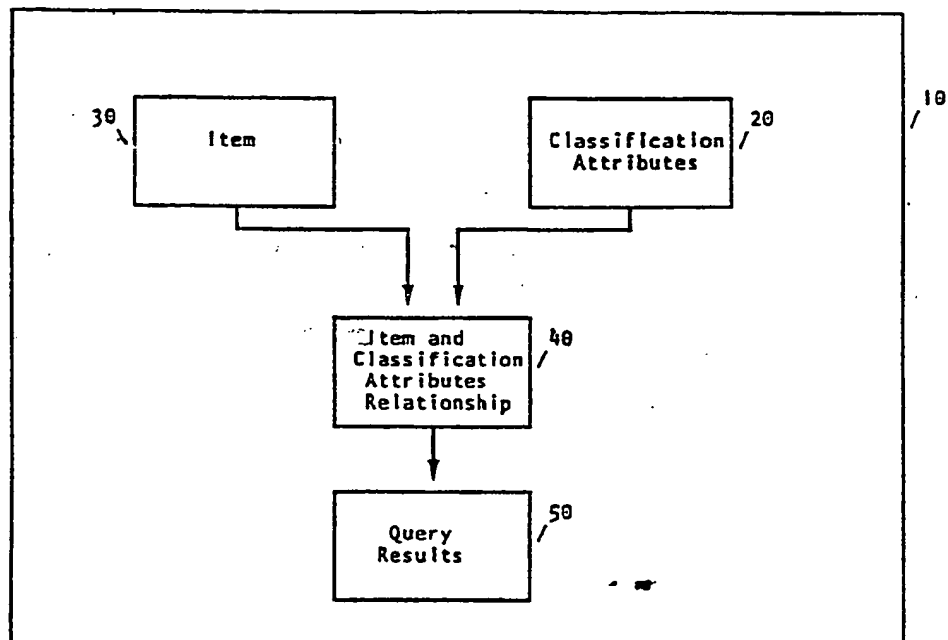 10
30
Item
20
Classification
Attributes
40
Item and
Classification
Attributes
Relationship
50
Query
Results